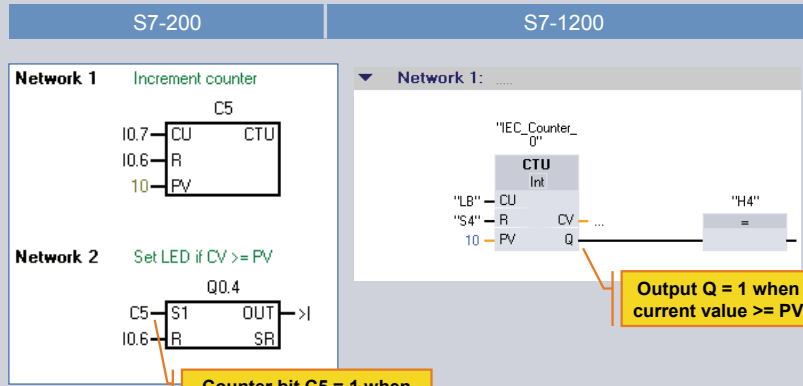 S7-200
S7-1200
Network 1 Increment counter
C5
I0.7 CU CTU
I0.6 R
10 PV
Network 2 Set LED if CV >= PV
Q0.4
C5 S1 OUT >|
I0.6 R SR
Counter bit C5 = 1 when
Network 1: .....
"IEC_Counter_
0"
CTU
Int
"LB" CU
"S4" R CV ...
10 PV Q
"H4"
=
Output Q = 1 when
current value >= PV